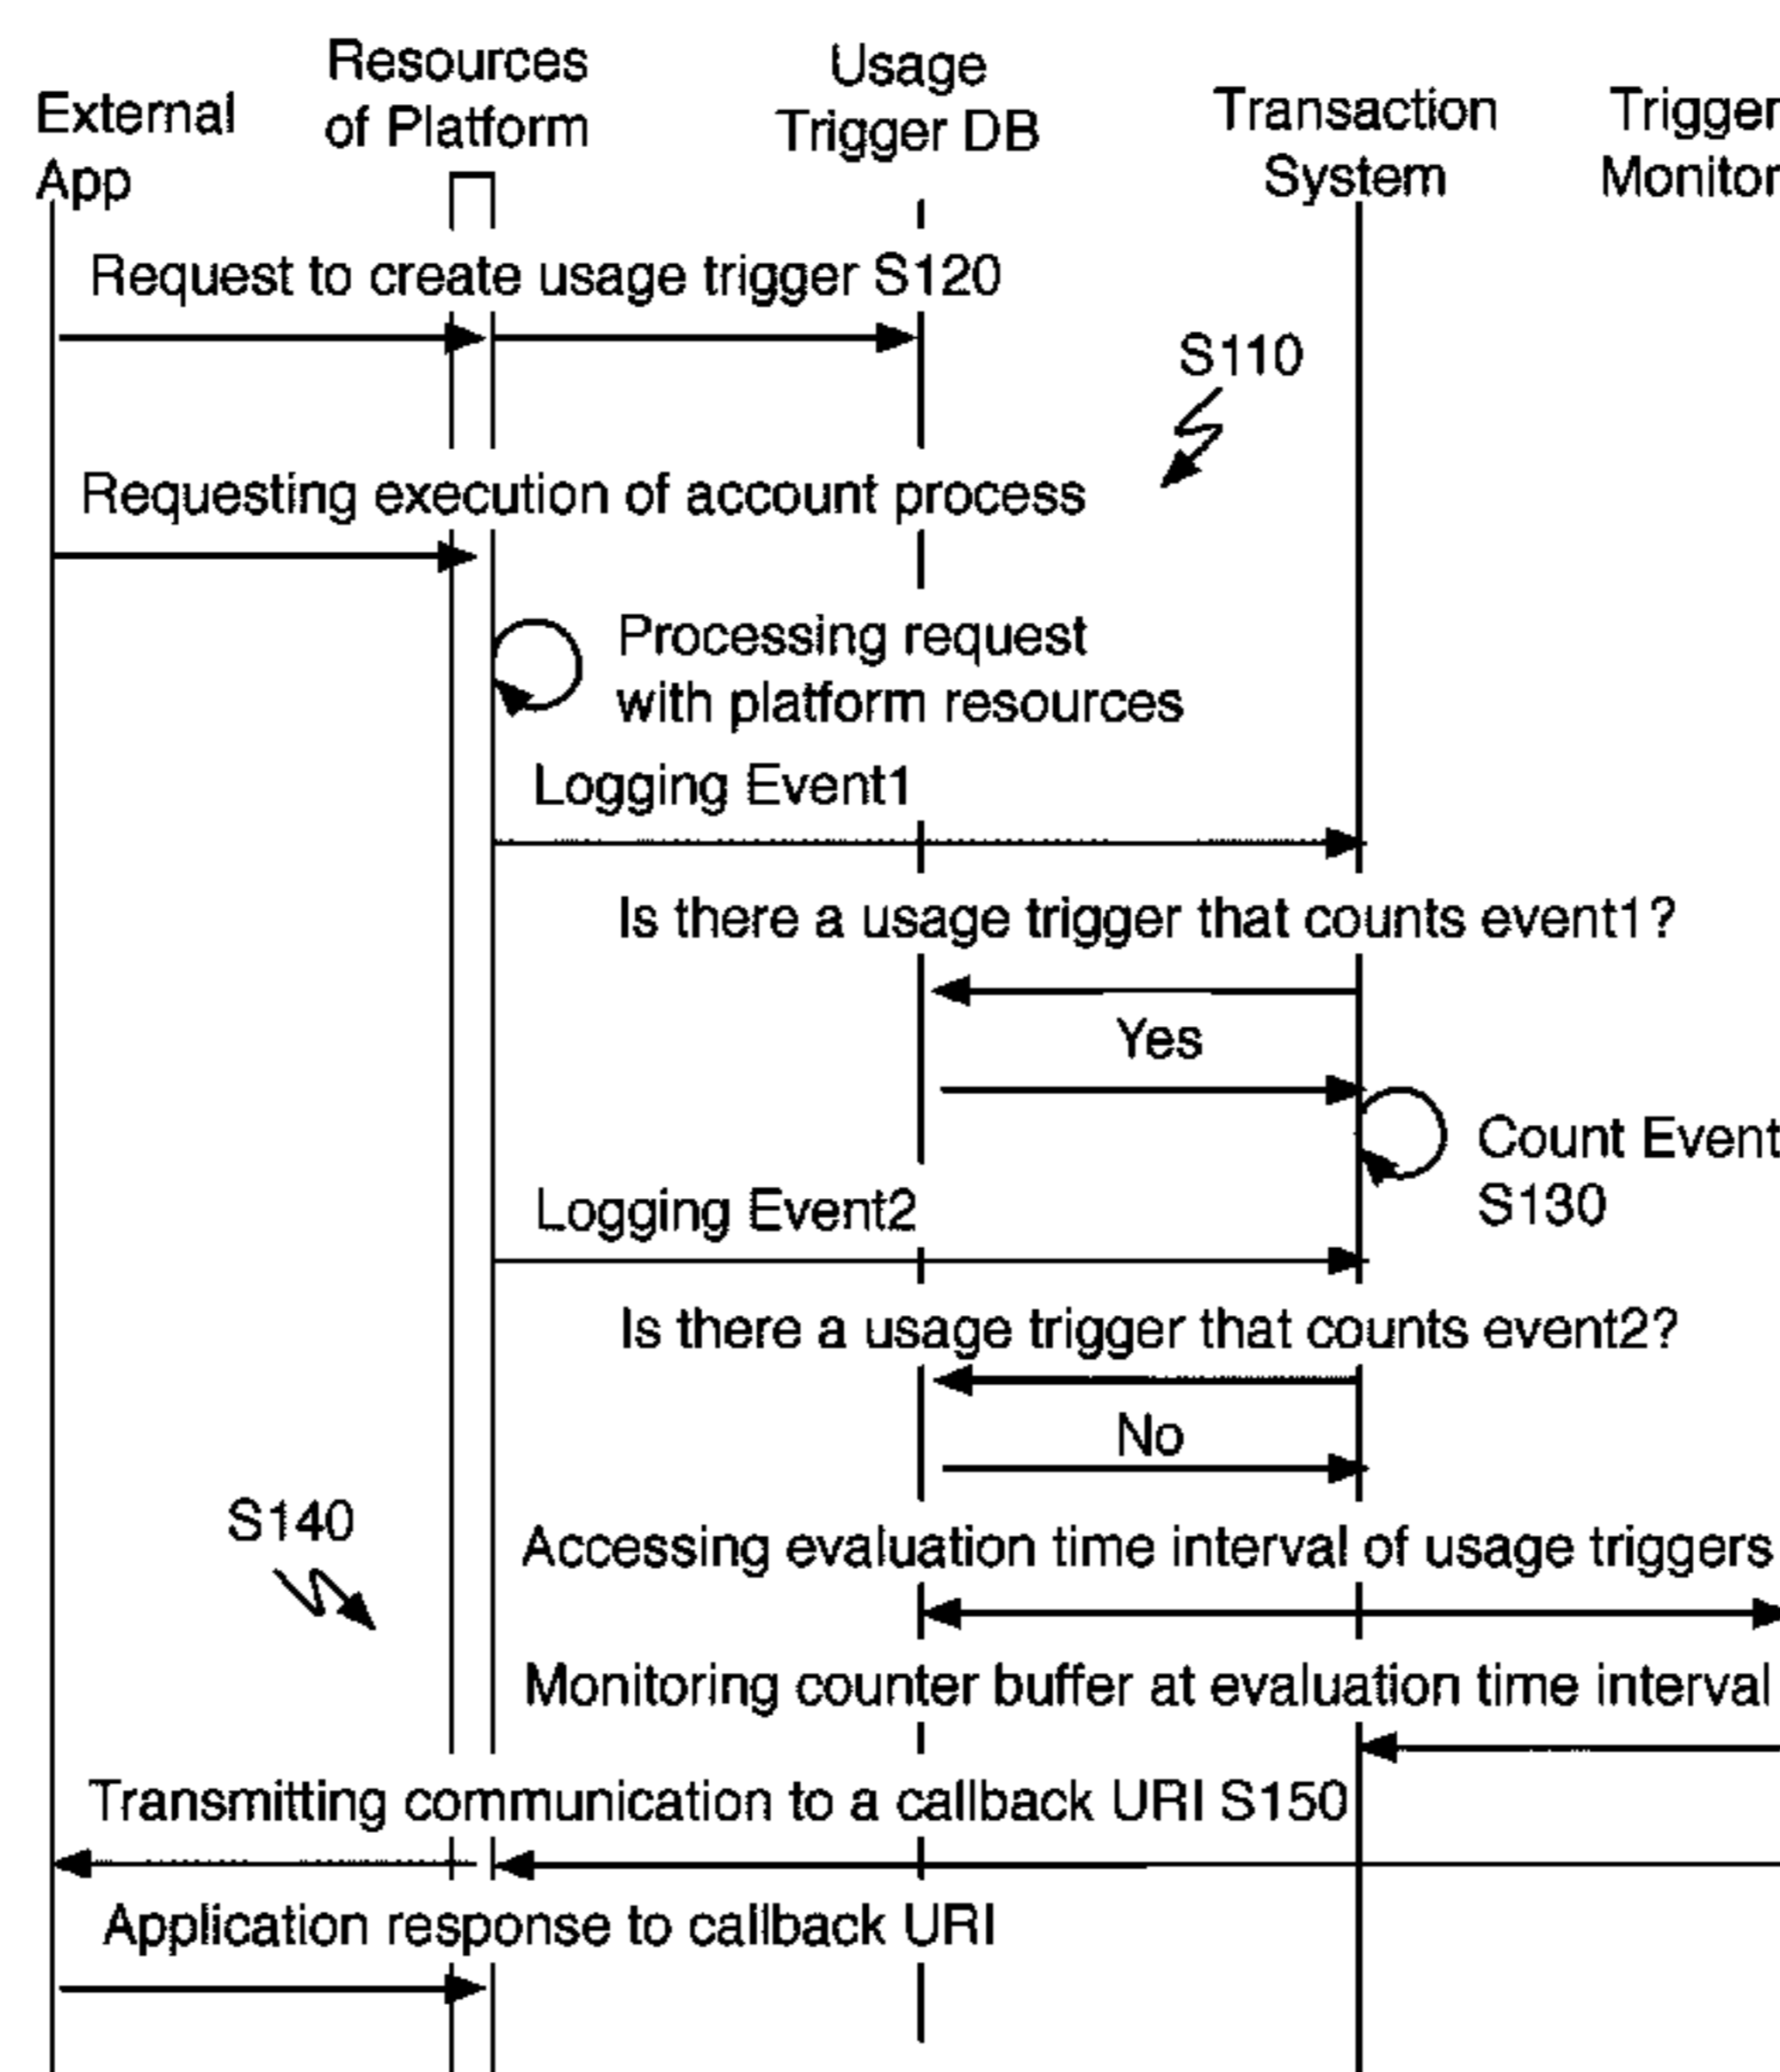 External
App
Resources
of Platform
Usage
Trigger DB
Transaction
System
Trigger
Monitor
Request to create usage trigger S120
S110
Requesting execution of account process
Processing request
with platform resources
Logging Event1
Is there a usage trigger that counts event1?
Yes
Count Event
S130
Logging Event2
Is there a usage trigger that counts event2?
No
S140
Accessing evaluation time interval of usage triggers
Monitoring counter buffer at evaluation time interval
Transmitting communication to a callback URI S150
Application response to callback URI